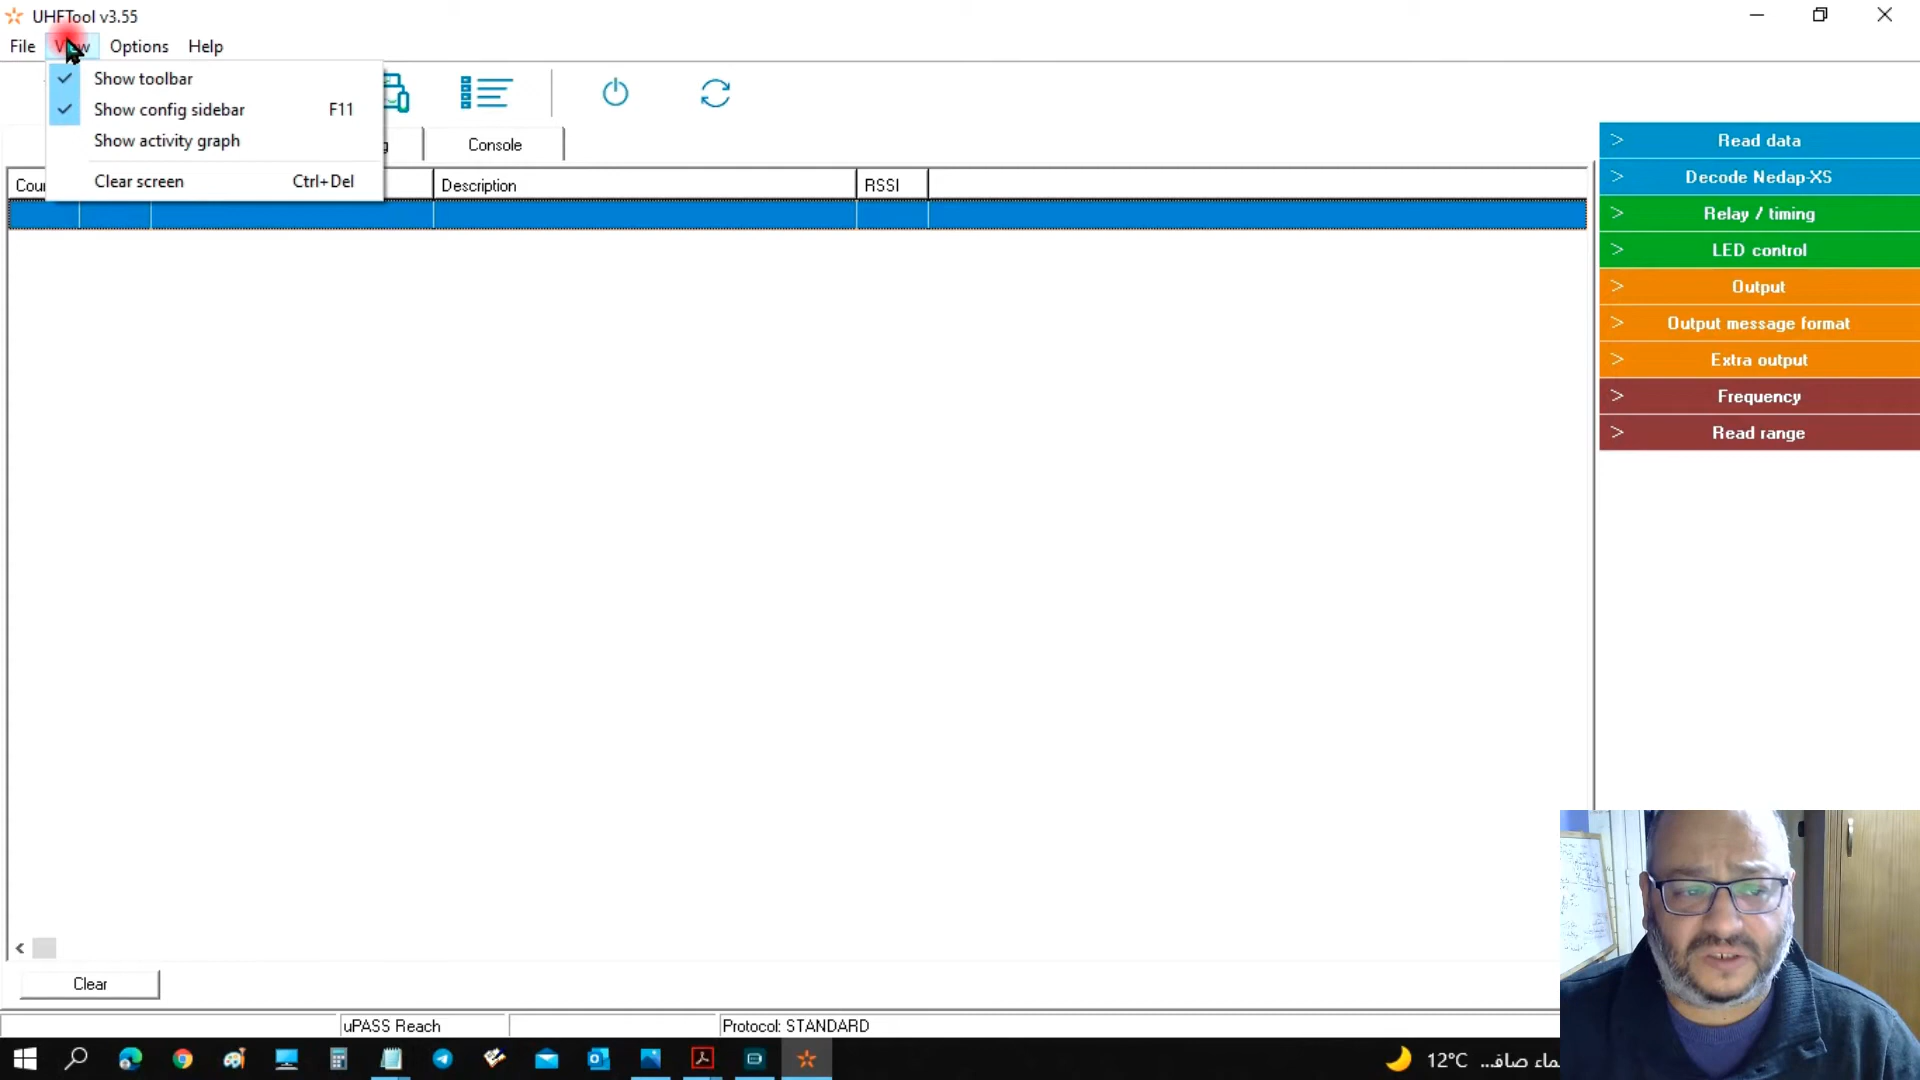 UHFTool v3.55
File View Options Help
Show toolbar
Show config sidebar F11
Show activity graph
Clear screen Ctrl+Del
Console
Description RSSI
Read data
Decode Nedap-XS
Relay / timing
LED control
Output
Output message format
Extra output
Frequency
Read range
Clear
uPASS Reach
Protocol: STANDARD
12°C